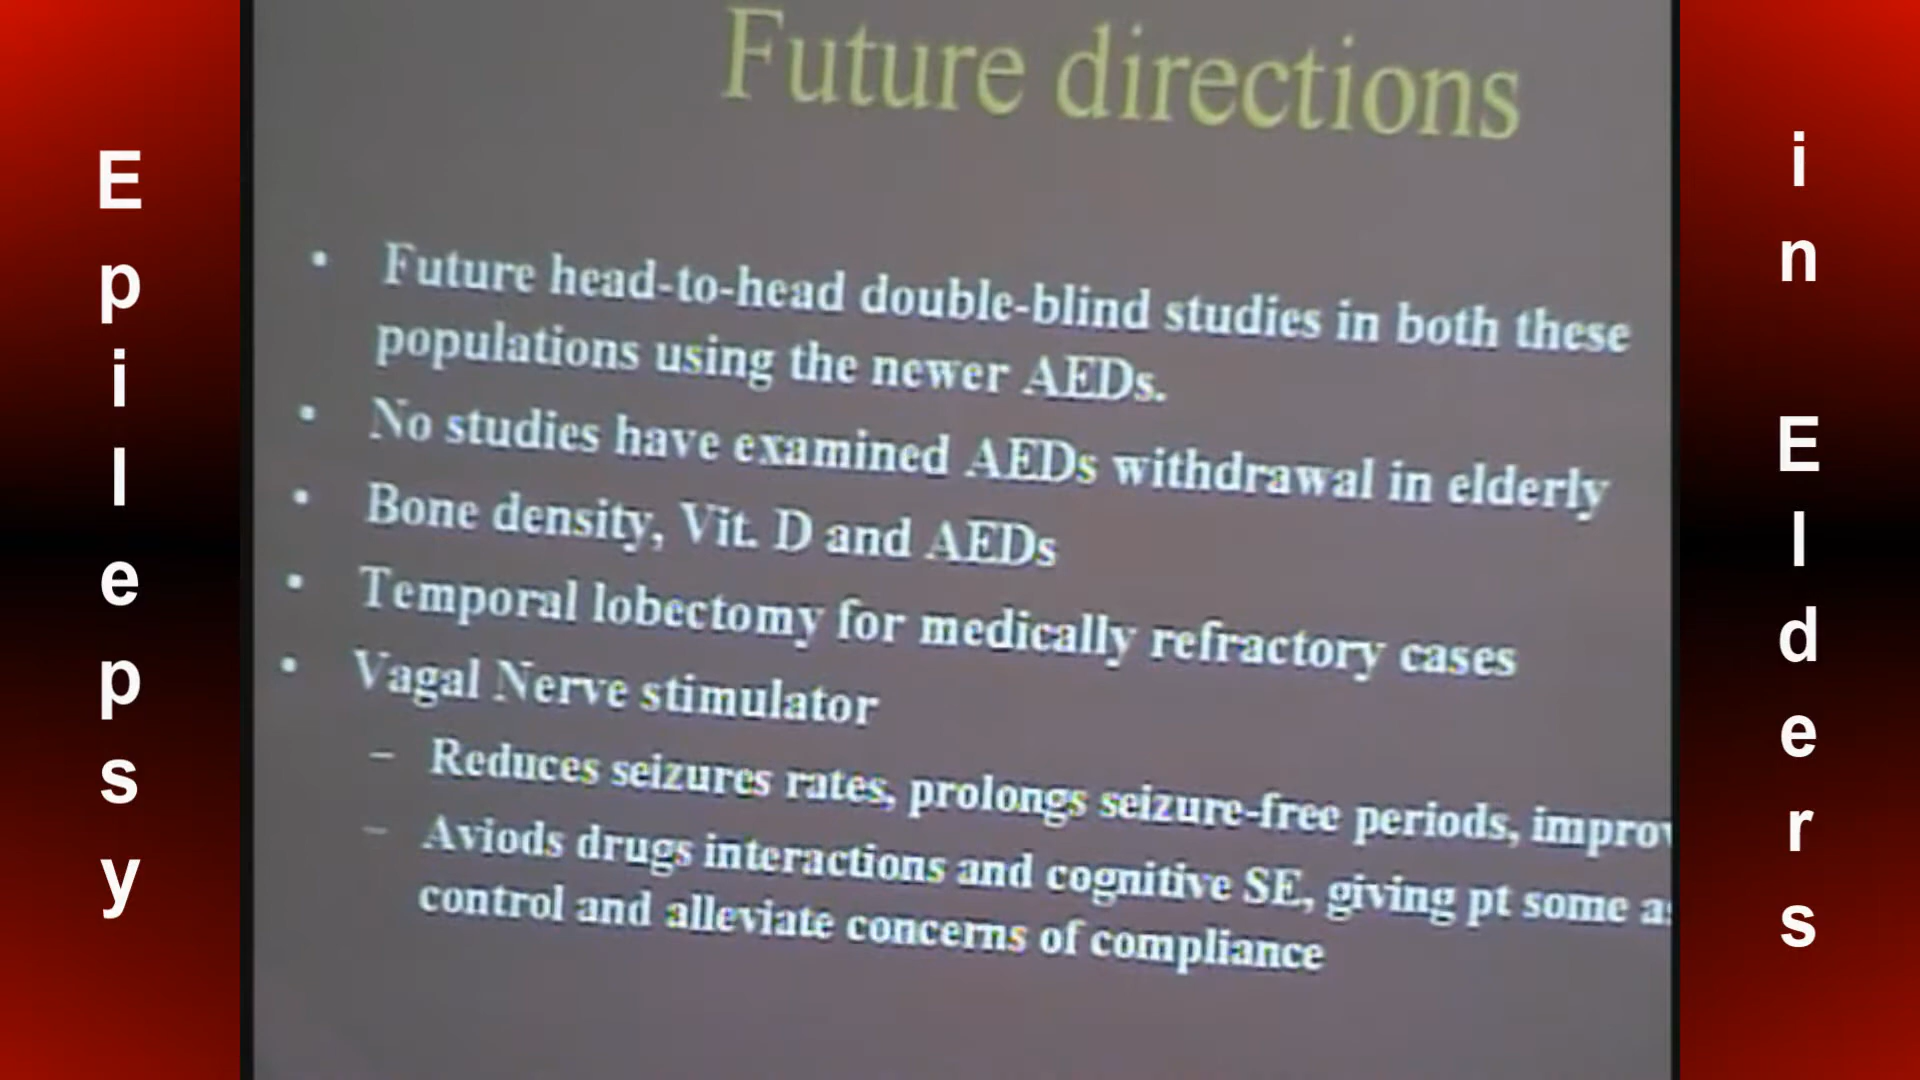 Epilepsy
in Elders
Future directions
• Future head-to-head double-blind studies in both these
populations using the newer AEDs.
• No studies have examined AEDs withdrawal in elderly
• Bone density, Vit. D and AEDs
• Temporal lobectomy for medically refractory cases
• Vagal Nerve stimulator
– Reduces seizures rates, prolongs seizure-free periods,
– Aviods drugs interactions and cognitive SE, giving pt some
control and alleviate concerns of compliance